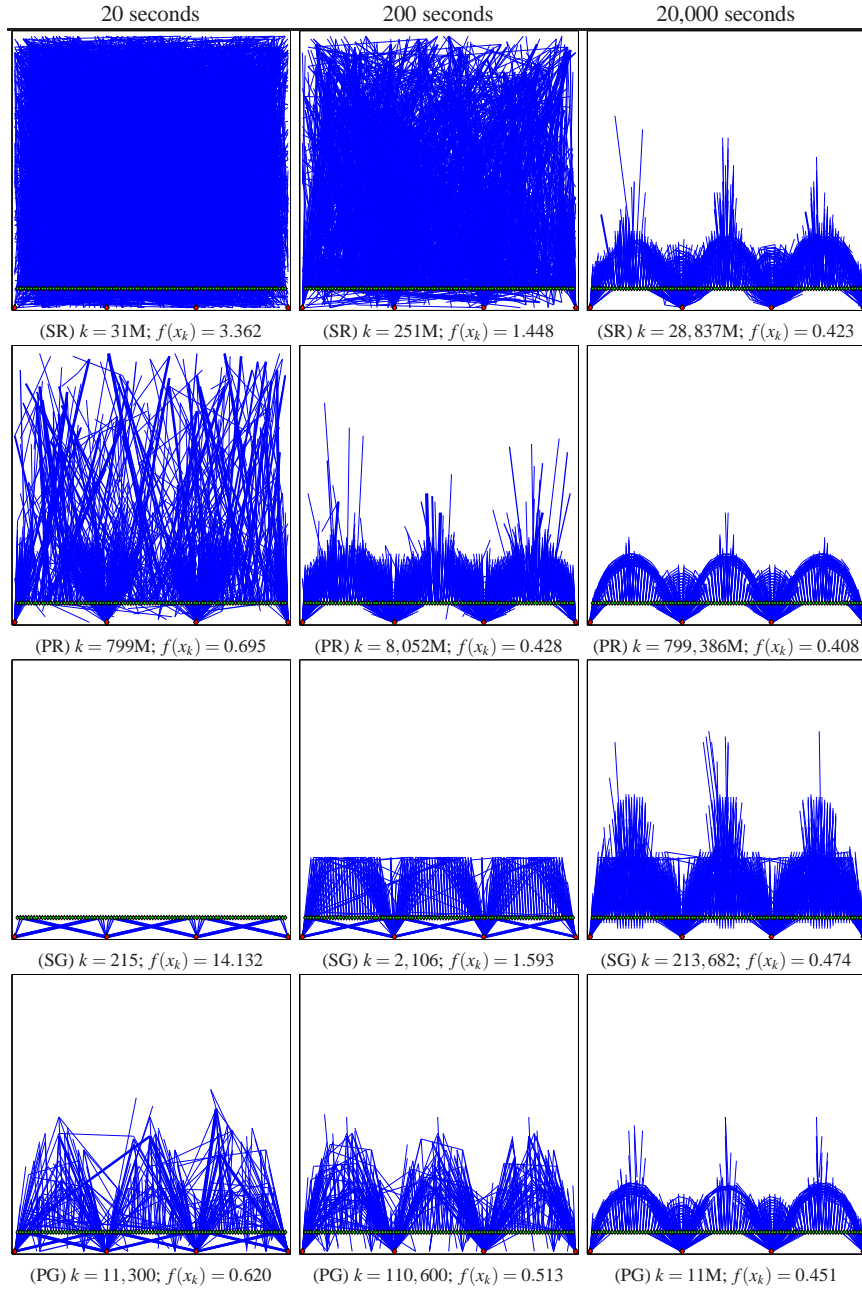 20 seconds 200 seconds 20,000 seconds
(SR) k = 31M; f(x_k) = 3.362 (SR) k = 251M; f(x_k) = 1.448 (SR) k = 28,837M; f(x_k) = 0.423
(PR) k = 799M; f(x_k) = 0.695 (PR) k = 8,052M; f(x_k) = 0.428 (PR) k = 799,386M; f(x_k) = 0.408
(SG) k = 215; f(x_k) = 14.132 (SG) k = 2,106; f(x_k) = 1.593 (SG) k = 213,682; f(x_k) = 0.474
(PG) k = 11,300; f(x_k) = 0.620 (PG) k = 110,600; f(x_k) = 0.513 (PG) k = 11M; f(x_k) = 0.451